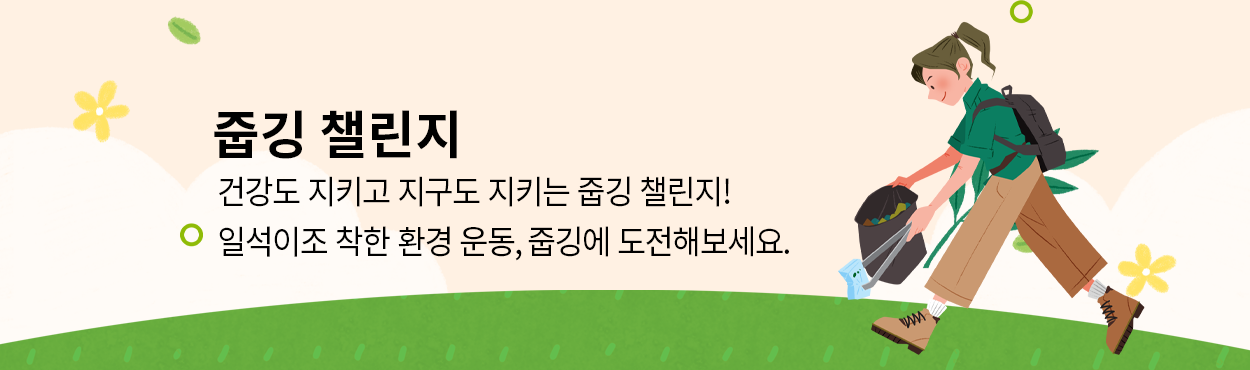 줍깅 챌린지
건강도 지키고 지구도 지키는 줍깅 챌린지!
일석이조 착한 환경 운동, 줍깅에 도전해보세요.